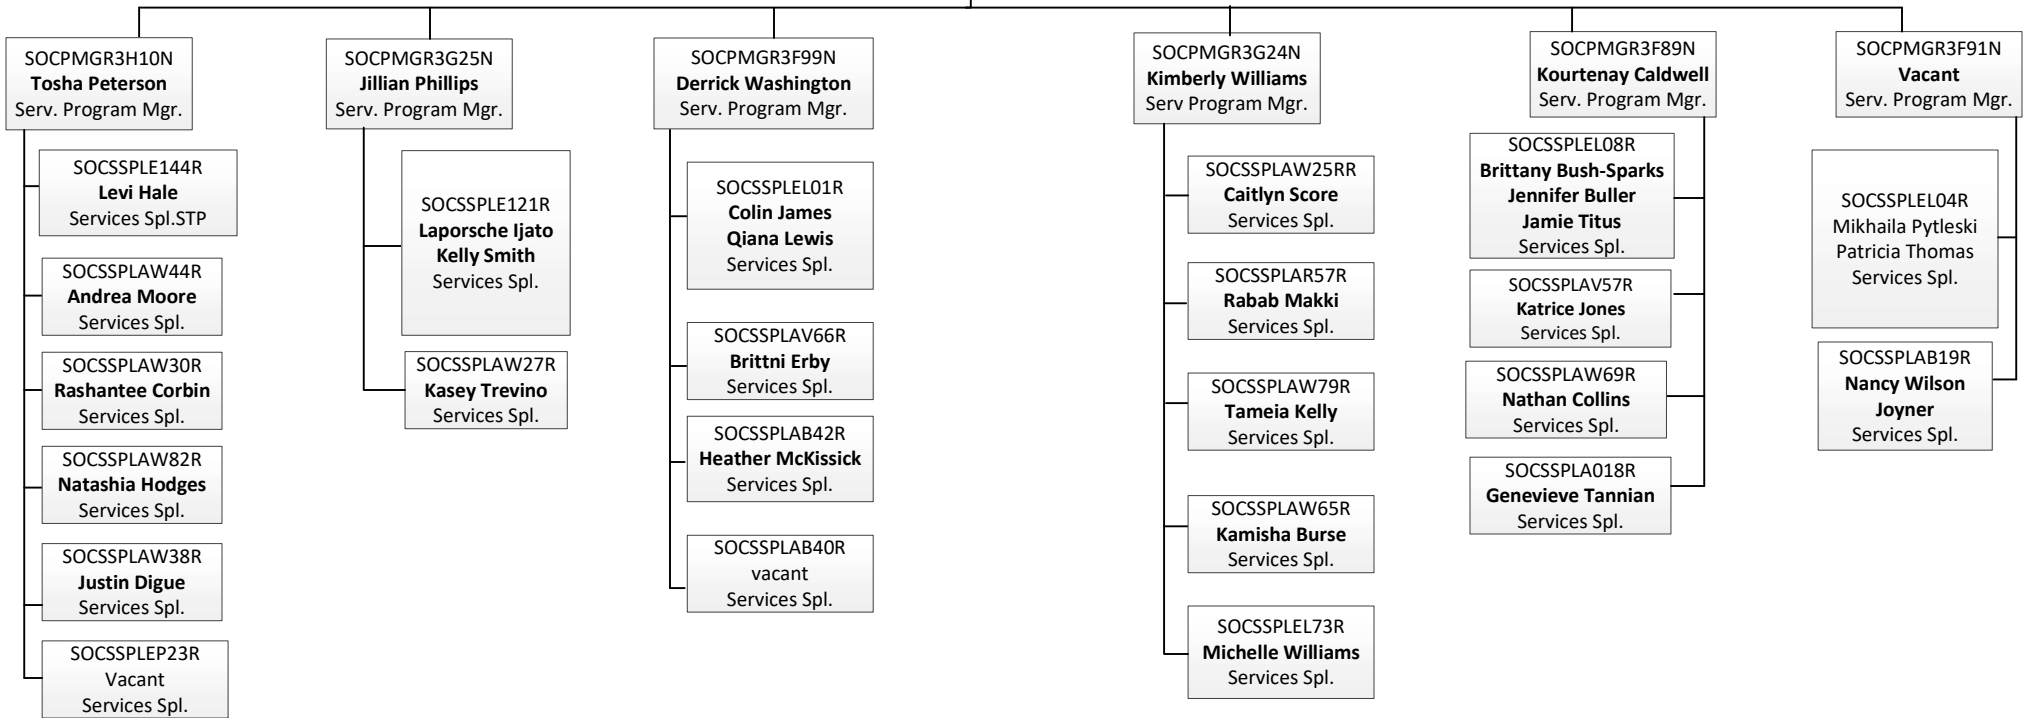 SOCPMGR3H10N
Tosha Peterson
Serv. Program Mgr.
SOCSSPLE144R
Levi Hale
Services Spl.STP
SOCSSPLAW44R
Andrea Moore
Services Spl.
SOCSSPLAW30R
Rashantee Corbin
Services Spl.
SOCSSPLAW82R
Natashia Hodges
Services Spl.
SOCSSPLAW38R
Justin Digue
Services Spl.
SOCSSPLEP23R
Vacant
Services Spl.
SOCPMGR3G25N
Jillian Phillips
Serv. Program Mgr.
SOCSSPLE121R
Laporsche Ijato
Kelly Smith
Services Spl.
SOCSSPLAW27R
Kasey Trevino
Services Spl.
SOCPMGR3F99N
Derrick Washington
Serv. Program Mgr.
SOCSSPLEL01R
Colin James
Qiana Lewis
Services Spl.
SOCSSPLAV66R
Brittni Erby
Services Spl.
SOCSSPLAB42R
Heather McKissick
Services Spl.
SOCSSPLAB40R
vacant
Services Spl.
SOCPMGR3G24N
Kimberly Williams
Serv Program Mgr.
SOCSSPLAW25RR
Caitlyn Score
Services Spl.
SOCSSPLAR57R
Rabab Makki
Services Spl.
SOCSSPLAW79R
Tameia Kelly
Services Spl.
SOCSSPLAW65R
Kamisha Burse
Services Spl.
SOCSSPLEL73R
Michelle Williams
Services Spl.
SOCPMGR3F89N
Kourtenay Caldwell
Serv. Program Mgr.
SOCSSPLEL08R
Brittany Bush-Sparks
Jennifer Buller
Jamie Titus
Services Spl.
SOCSSPLAV57R
Katrice Jones
Services Spl.
SOCSSPLAW69R
Nathan Collins
Services Spl.
SOCSSPLA018R
Genevieve Tannian
Services Spl.
SOCPMGR3F91N
Vacant
Serv. Program Mgr.
SOCSSPLEL04R
Mikhaila Pytleski
Patricia Thomas
Services Spl.
SOCSSPLAB19R
Nancy Wilson
Joyner
Services Spl.